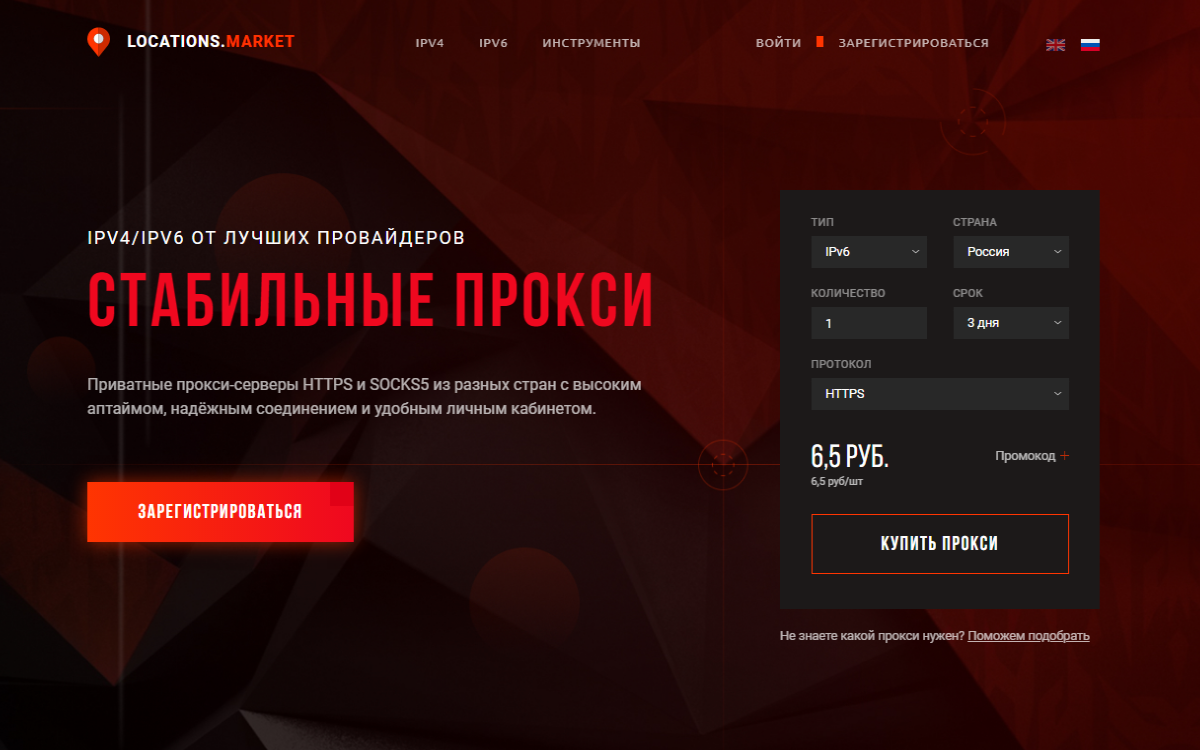 LOCATIONS.MARKET
IPV4 IPV6 ИНСТРУМЕНТЫ ВОЙТИ ЗАРЕГИСТРИРОВАТЬСЯ
IPV4/IPV6 ОТ ЛУЧШИХ ПРОВАЙДЕРОВ
СТАБИЛЬНЫЕ ПРОКСИ
Приватные прокси-серверы HTTPS и SOCKS5 из разных стран с высоким
аптаймом, надёжным соединением и удобным личным кабинетом.
ЗАРЕГИСТРИРОВАТЬСЯ
ТИП СТРАНА
IPv6 Россия
КОЛИЧЕСТВО СРОК
1 3 дня
ПРОТОКОЛ
HTTPS
6,5 РУБ. Промокод +
6,5 руб/шт
КУПИТЬ ПРОКСИ
Не знаете какой прокси нужен? Поможем подобрать